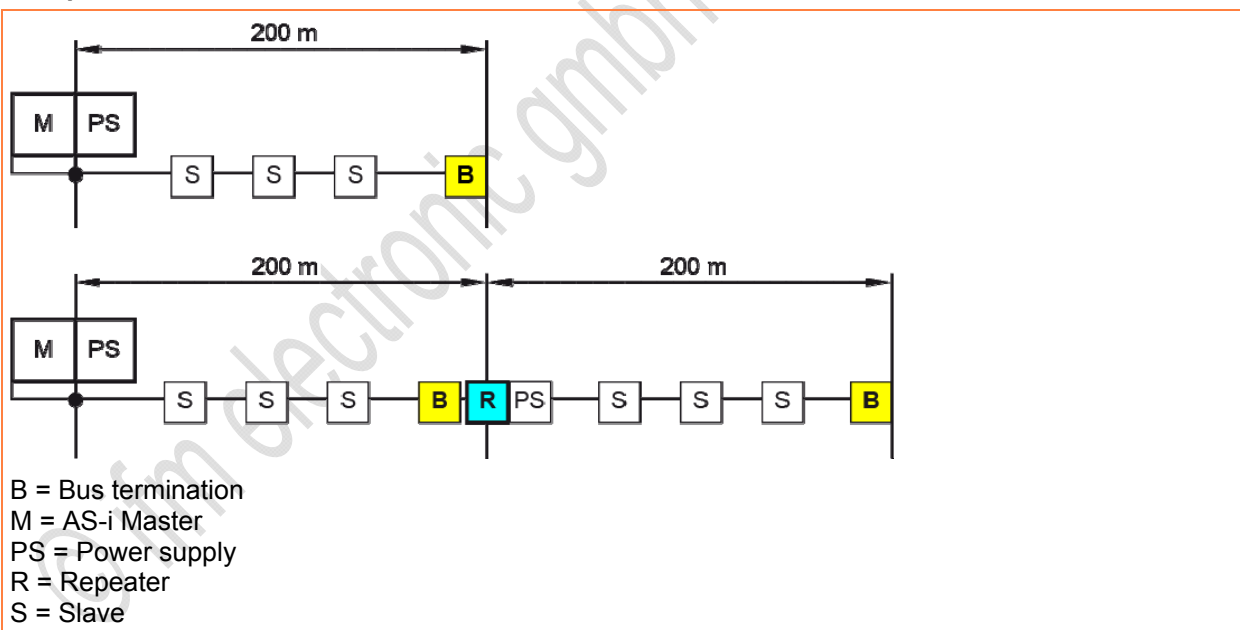 200 m
M PS
S S S B
200 m 200 m
M PS
S S S B R PS S S S B
B = Bus termination
M = AS-i Master
PS = Power supply
R = Repeater
S = Slave
© ifm electronic gmbh